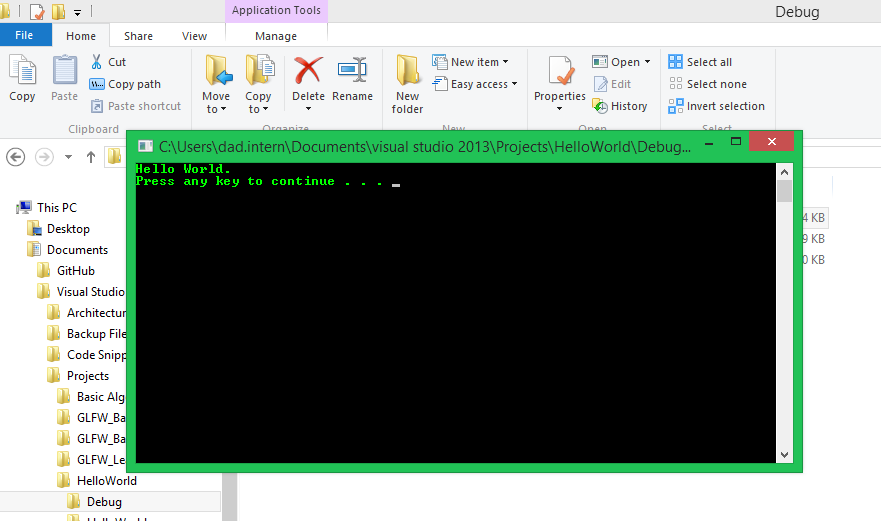 Application Tools
Debug
File
Home
Share
View
Manage
Copy
Paste
Cut
Copy path
Paste shortcut
Clipboard
Move to
Copy to
Delete
Rename
Organize
New folder
New item
Easy access
New
Properties
Open
Edit
History
Open
Select all
Select none
Invert selection
Select
C:\Users\dad.intern\Documents\visual studio 2013\Projects\HelloWorld\Debug...
Hello World.
Press any key to continue . . .
This PC
Desktop
Documents
GitHub
Visual Studio
Architectur
Backup File
Code Snipp
Projects
Basic Alg
GLFW_Ba
GLFW_Ba
GLFW_Le
HelloWorld
Debug
4 KB
9 KB
0 KB